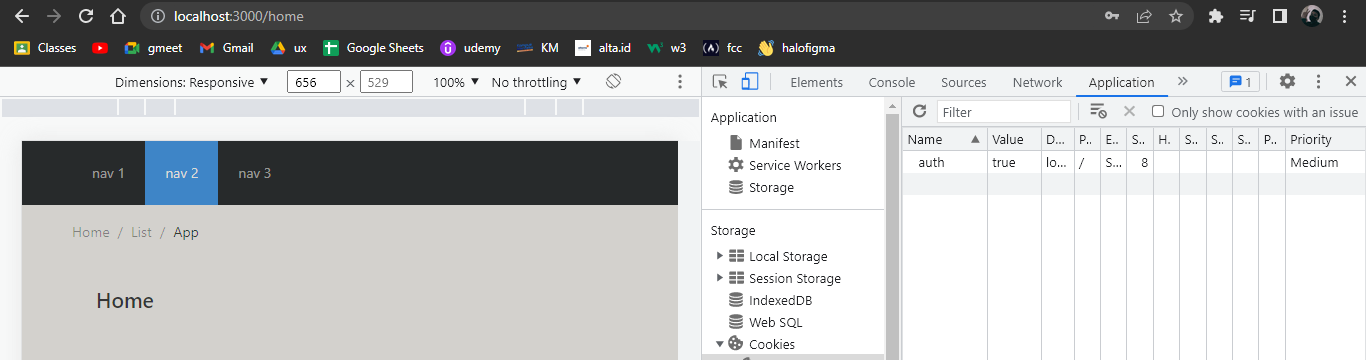 localhost:3000/home
Classes gmeet Gmail ux Google Sheets udemy KM alta.id w3 fcc halofigma
Dimensions: Responsive ▼ 656 × 529 100% ▼ No throttling ▼
Elements Console Sources Network Application » 1
Application
Manifest
Service Workers
Storage
Storage
Local Storage
Session Storage
IndexedDB
Web SQL
Cookies
Filter Only show cookies with an issue
Name ▲ Value D... P.. E.. S.. H. S.. S.. S.. P.. Priority
auth true lo... / S... 8 Medium
nav 1 nav 2 nav 3
Home / List / App
Home